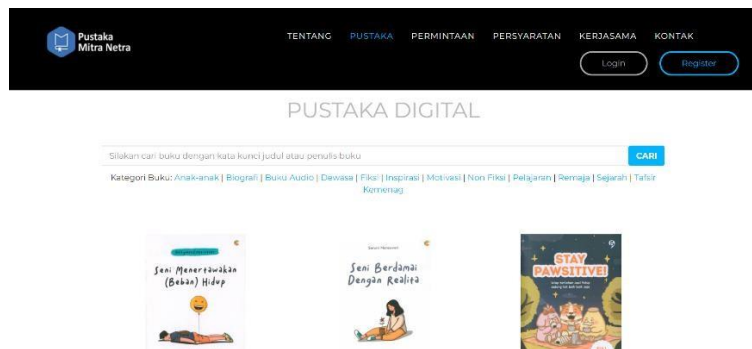 Pustaka
Mitra Netra
TENTANG PUSTAKA PERMINTAAN PERSYARATAN KERJASAMA KONTAK
Login Register
PUSTAKA DIGITAL
Silakan cari buku dengan kata kunci judul atau penulis buku
CARI
Kategori Buku: Anak-anak | Biografi | Buku Audio | Dewasa | Fiksi | Inspirasi | Motivasi | Non Fiksi | Pelajaran | Remaja | Sejarah | Tafsir
Kemenag
Seni Menertawakan
(Beban) Hidup
Seni Berdamai
Dengan Realita
STAY
PAWSITIVE!